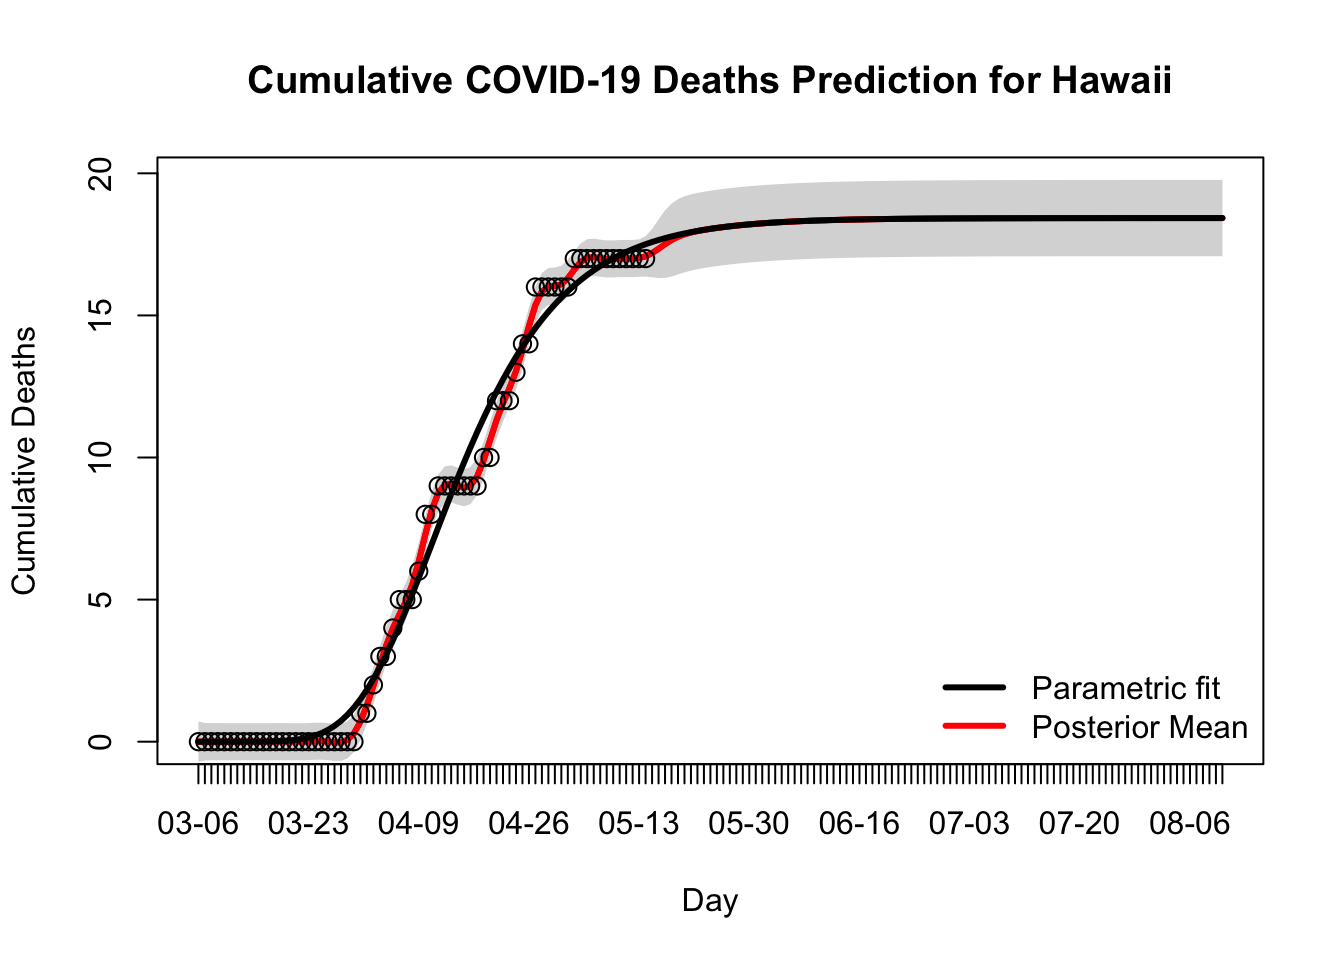 Cumulative COVID-19 Deaths Prediction for Hawaii
Cumulative Deaths
20
15
10
5
0
Parametric fit
Posterior Mean
03-06 03-23 04-09 04-26 05-13 05-30 06-16 07-03 07-20 08-06
Day